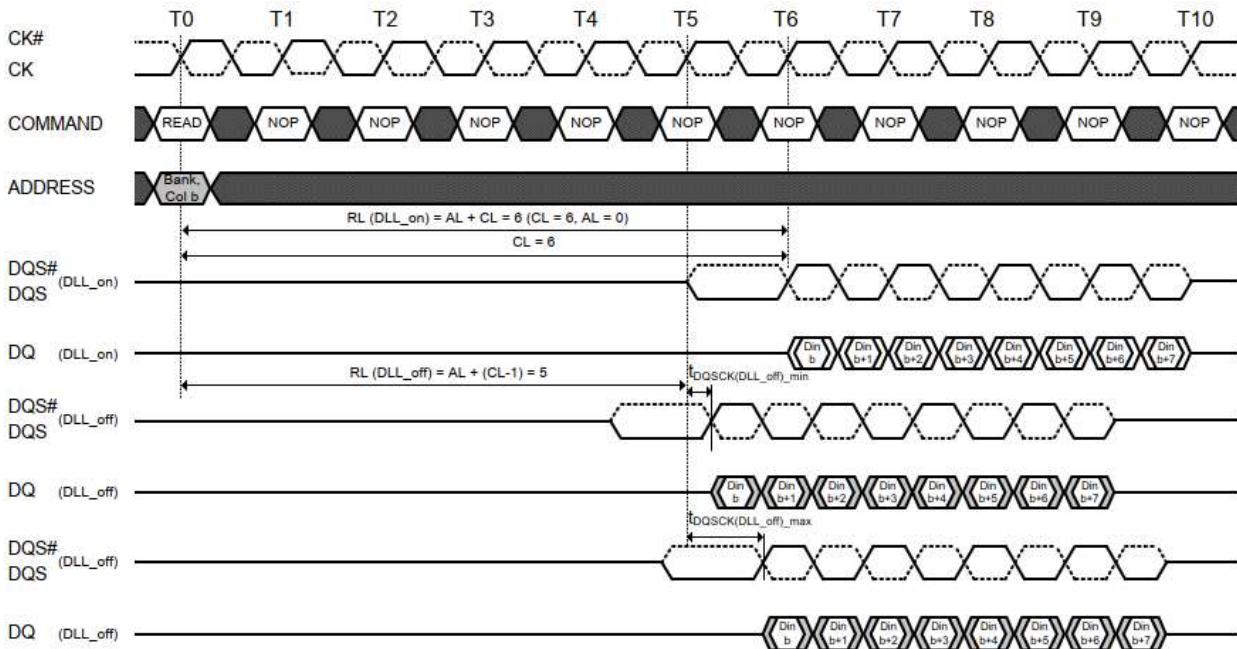 T0 T1 T2 T3 T4 T5 T6 T7 T8 T9 T10
CK#
CK
COMMAND READ NOP NOP NOP NOP NOP NOP NOP NOP NOP NOP
ADDRESS Bank,
Col b
RL (DLL_on) = AL + CL = 6 (CL = 6, AL = 0)
CL = 6
DQS# (DLL_on)
DQS
DQ (DLL_on) Din b Din b+1 Din b+2 Din b+3 Din b+4 Din b+5 Din b+6 Din b+7
RL (DLL_off) = AL + (CL-1) = 5 tDQSCK(DLL_off)_min
DQS# (DLL_off)
DQS
DQ (DLL_off) Din b Din b+1 Din b+2 Din b+3 Din b+4 Din b+5 Din b+6 Din b+7
tDQSCK(DLL_off)_max
DQS# (DLL_off)
DQS
DQ (DLL_off) Din b Din b+1 Din b+2 Din b+3 Din b+4 Din b+5 Din b+6 Din b+7